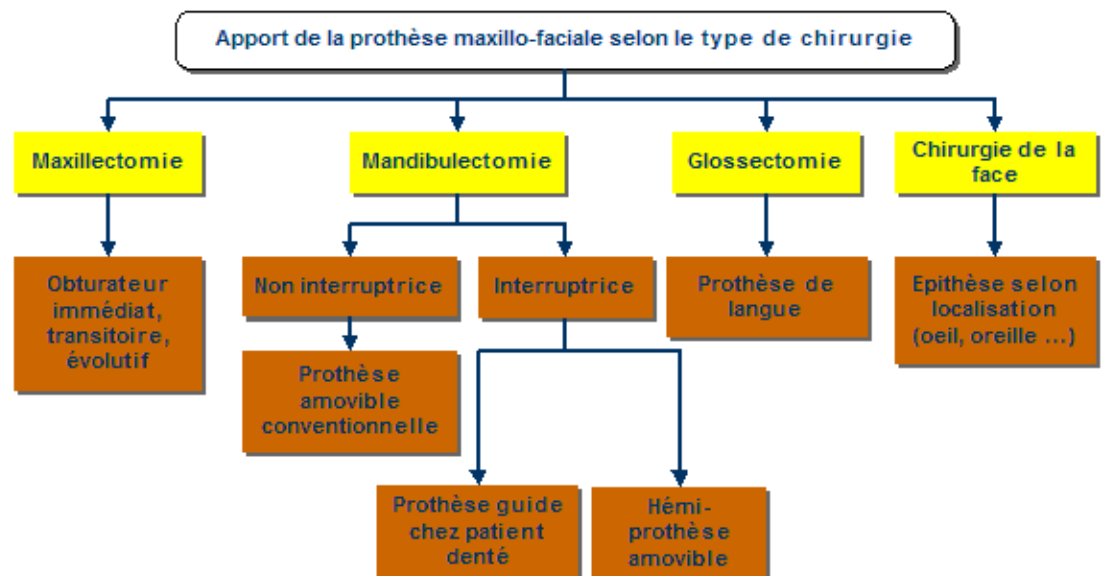 Apport de la prothèse maxillo-faciale selon le type de chirurgie
Maxillectomie
Mandibulectomie
Glossectomie
Chirurgie de la
face
Obturateur
immédiat,
transitoire,
évolutif
Non interruptrice
Interruptrice
Prothèse de
langue
Epithèse selon
localisation
(oeil, oreille ...)
Prothèse
amovible
conventionnelle
Prothèse guide
chez patient
denté
Hémi-
prothèse
amovible